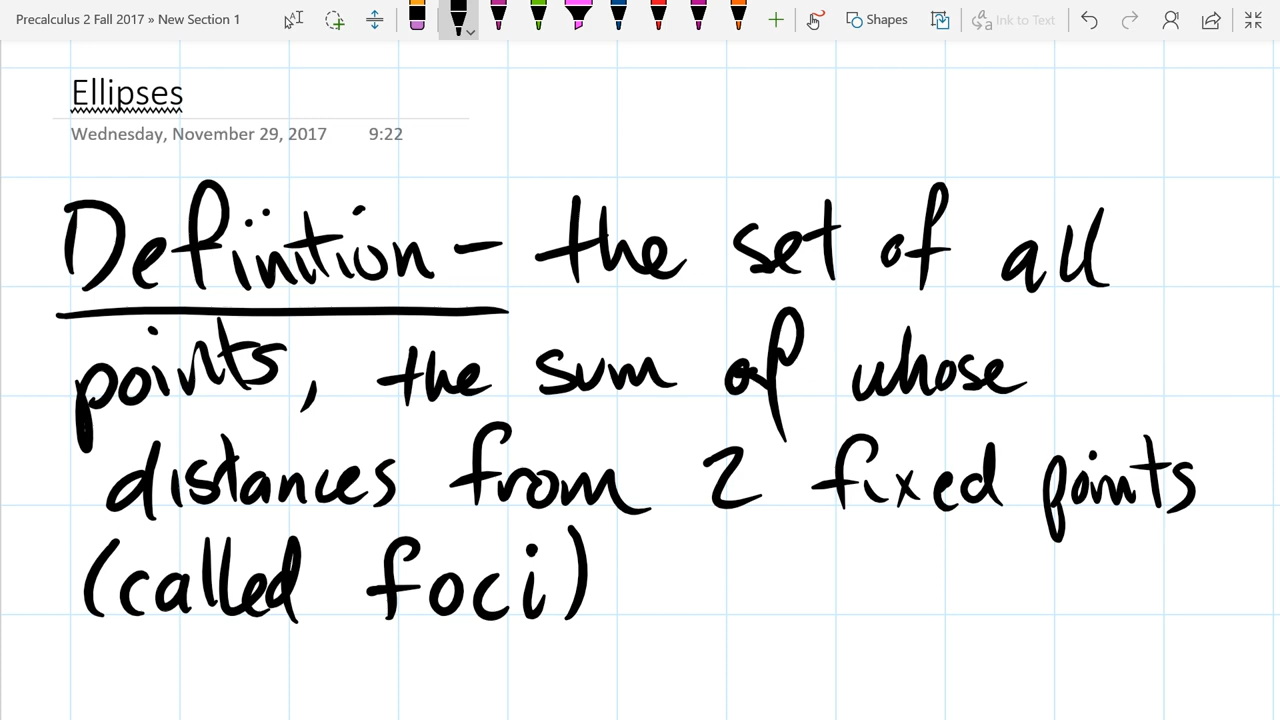 Precalculus 2 Fall 2017 » New Section 1
Shapes
Ink to Text
Ellipses
Wednesday, November 29, 2017 9:22
Definition - the set of all
points, the sum of whose
distances from 2 fixed points
(called foci)